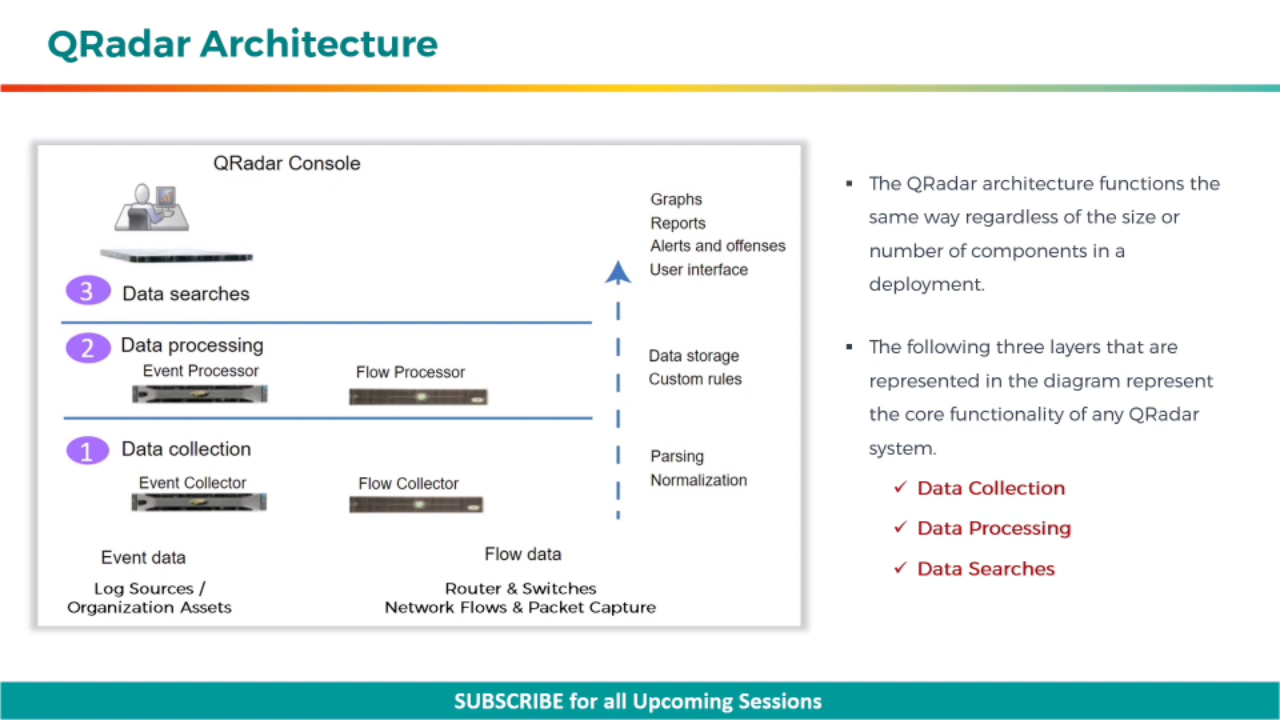 QRadar Architecture
QRadar Console
Graphs
Reports
Alerts and offenses
User interface
3 Data searches
2 Data processing
Event Processor
Flow Processor
Data storage
Custom rules
1 Data collection
Event Collector
Flow Collector
Parsing
Normalization
Event data
Log Sources /
Organization Assets
Flow data
Router & Switches
Network Flows & Packet Capture
▪ The QRadar architecture functions the
same way regardless of the size or
number of components in a
deployment.
▪ The following three layers that are
represented in the diagram represent
the core functionality of any QRadar
system.
✓ Data Collection
✓ Data Processing
✓ Data Searches
SUBSCRIBE for all Upcoming Sessions